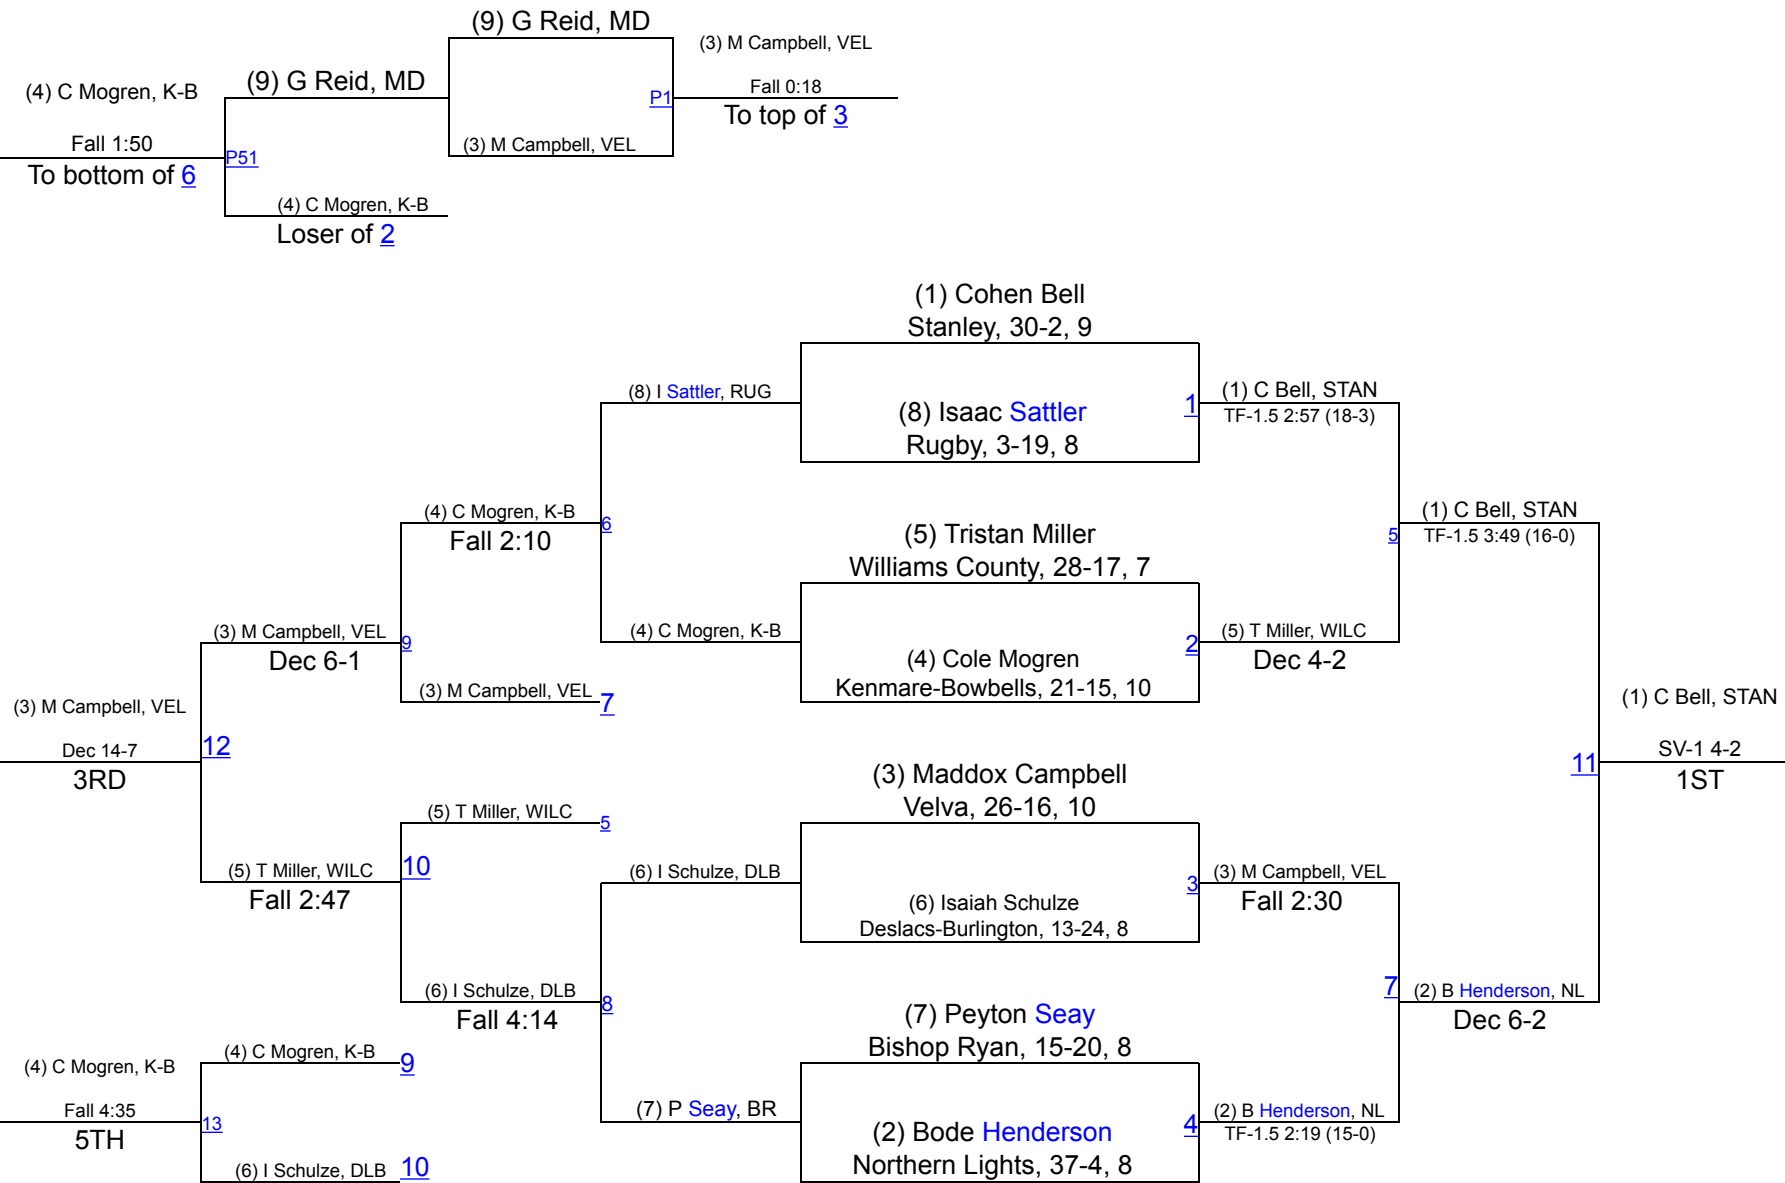 (9) G Reid, MD
(3) M Campbell, VEL
(9) G Reid, MD
(4) C Mogren, K-B
Fall 0:18
P1
To top of 3
Fall 1:50
(3) M Campbell, VEL
P51
To bottom of 6
(4) C Mogren, K-B
Loser of 2
(1) Cohen Bell
Stanley, 30-2, 9
(8) I Sattler, RUG
(1) C Bell, STAN
1
TF-1.5 2:57 (18-3)
(8) Isaac Sattler
Rugby, 3-19, 8
(4) C Mogren, K-B
6
Fall 2:10
(1) C Bell, STAN
5
TF-1.5 3:49 (16-0)
(5) Tristan Miller
Williams County, 28-17, 7
(3) M Campbell, VEL
9
Dec 6-1
(4) C Mogren, K-B
2
(5) T Miller, WILC
Dec 4-2
(4) Cole Mogren
Kenmare-Bowbells, 21-15, 10
(3) M Campbell, VEL
7
(3) M Campbell, VEL
Dec 14-7
12
3RD
(1) C Bell, STAN
SV-1 4-2
11
1ST
(3) Maddox Campbell
Velva, 26-16, 10
(5) T Miller, WILC
5
(5) T Miller, WILC
10
Fall 2:47
(6) I Schulze, DLB
3
(3) M Campbell, VEL
Fall 2:30
(6) Isaiah Schulze
Deslacs-Burlington, 13-24, 8
(6) I Schulze, DLB
8
Fall 4:14
7
(2) B Henderson, NL
Dec 6-2
(7) Peyton Seay
Bishop Ryan, 15-20, 8
(4) C Mogren, K-B
9
(4) C Mogren, K-B
Fall 4:35
13
5TH
(7) P Seay, BR
4
(2) B Henderson, NL
TF-1.5 2:19 (15-0)
(2) Bode Henderson
Northern Lights, 37-4, 8
(6) I Schulze, DLB
10